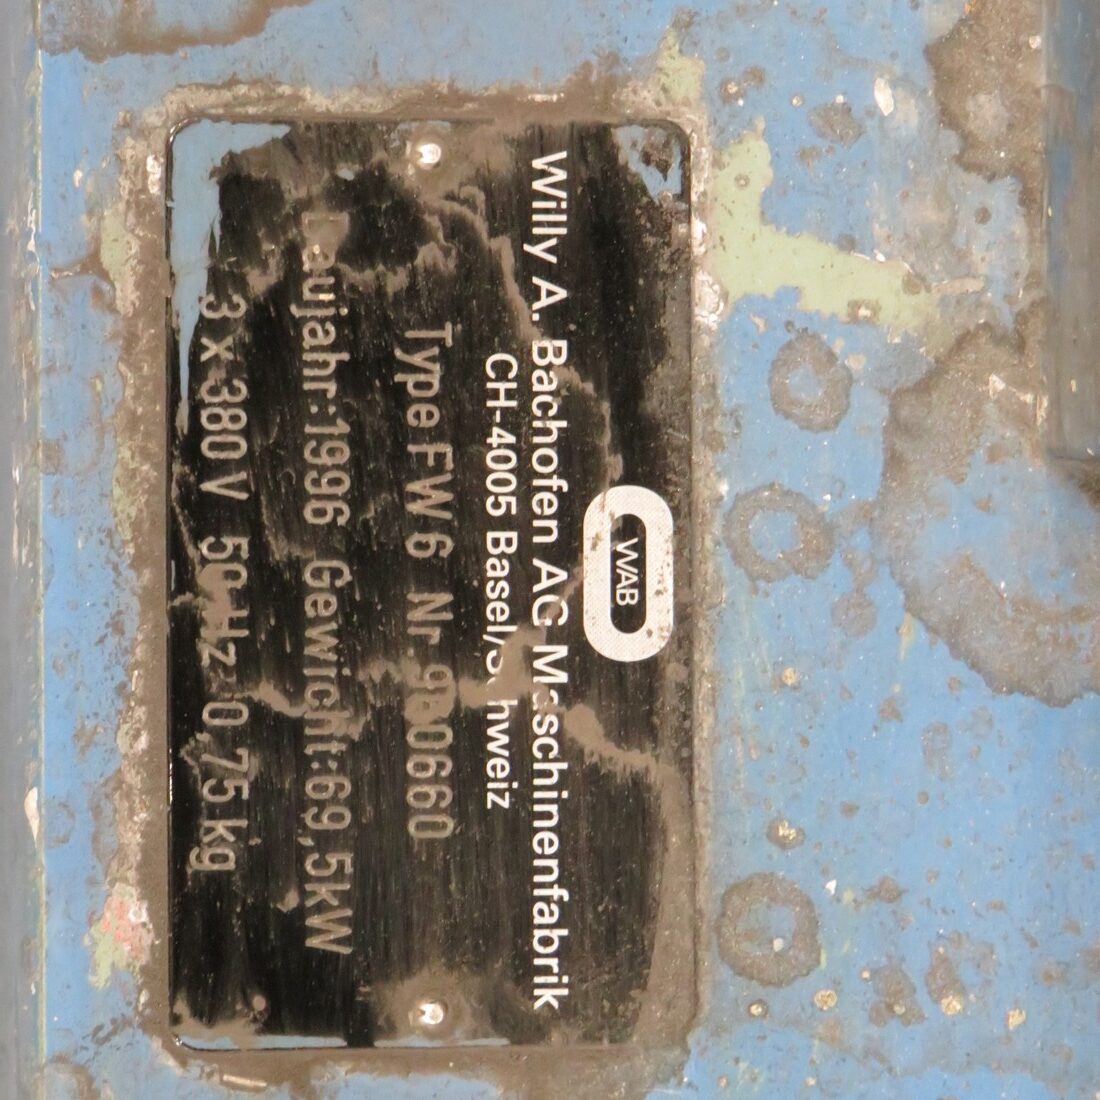 WAB
Willy A. Bachofen AG Maschinenfabrik
CH-4005 Basel/Schweiz
Type FW 6 Nr.
Baujahr:1996 Gewicht:69,5kW
3 x 380 V 50 Hz 0,75 kg